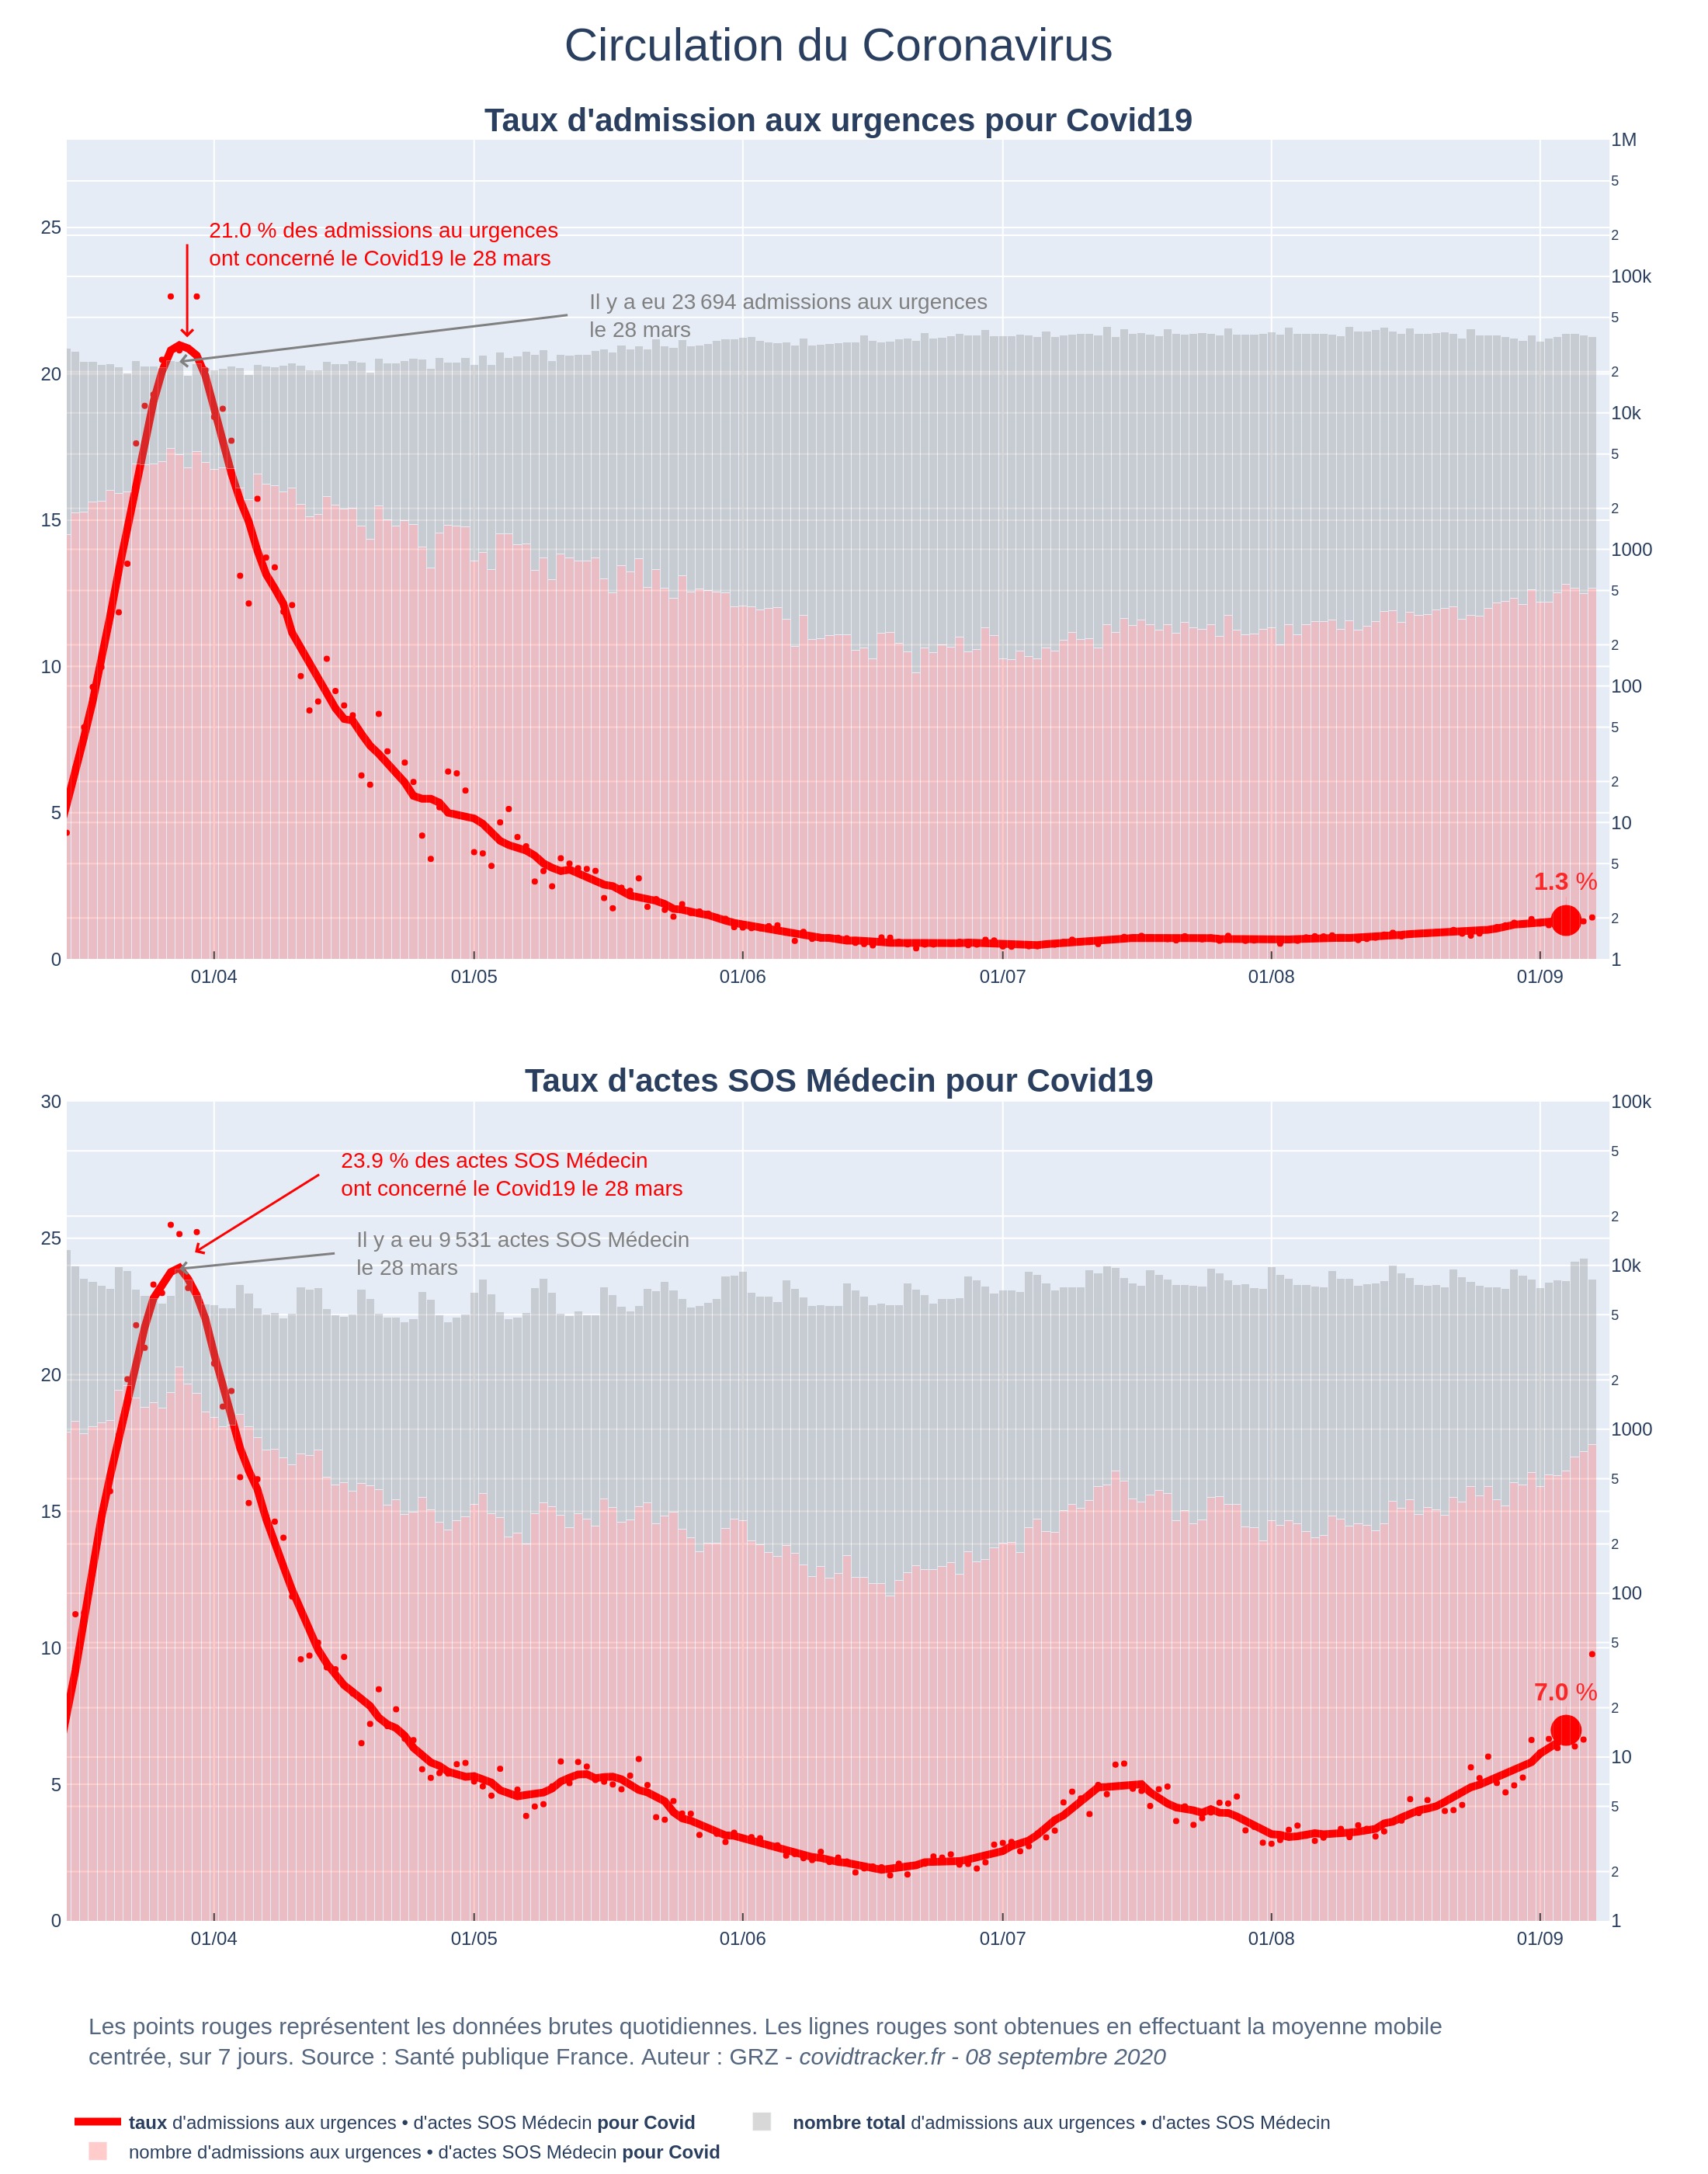 Circulation du Coronavirus
Taux d'admission aux urgences pour Covid19
21.0 % des admissions au urgences
ont concerné le Covid19 le 28 mars
Il y a eu 23 694 admissions aux urgences
le 28 mars
25
20
15
10
5
0
1M
5
2
100k
5
2
10k
5
2
1000
5
2
100
5
2
10
5
2
1
1.3 %
01/04
01/05
01/06
01/07
01/08
01/09
Taux d'actes SOS Médecin pour Covid19
23.9 % des actes SOS Médecin
ont concerné le Covid19 le 28 mars
Il y a eu 9 531 actes SOS Médecin
le 28 mars
30
25
20
15
10
5
0
100k
5
2
10k
5
2
1000
5
2
100
5
2
10
5
2
1
7.0 %
01/04
01/05
01/06
01/07
01/08
01/09
Les points rouges représentent les données brutes quotidiennes. Les lignes rouges sont obtenues en effectuant la moyenne mobile
centrée, sur 7 jours. Source : Santé publique France. Auteur : GRZ - covidtracker.fr - 08 septembre 2020
taux d'admissions aux urgences • d'actes SOS Médecin pour Covid
nombre total d'admissions aux urgences • d'actes SOS Médecin
nombre d'admissions aux urgences • d'actes SOS Médecin pour Covid